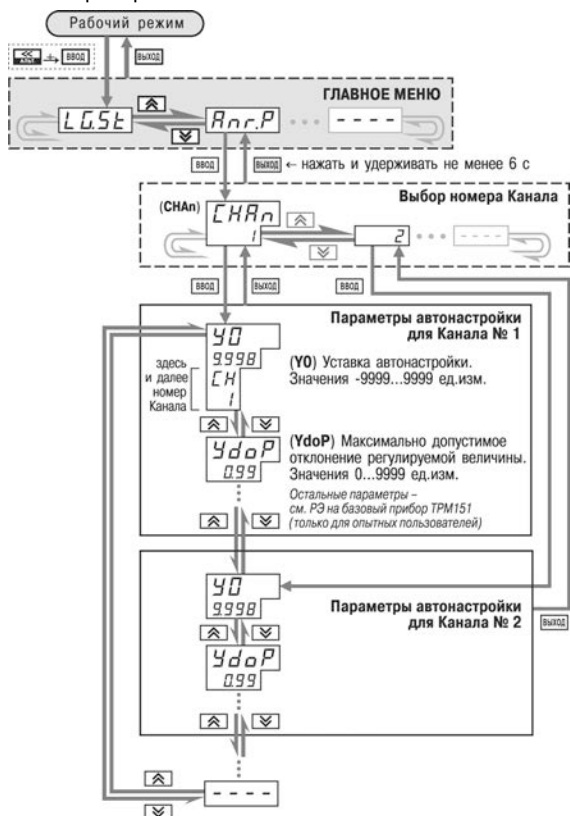 Рабочий режим
ВВОД
ВЫХОД
ГЛАВНОЕ МЕНЮ
LG.St
Anr.P
- - - -
ВВОД
ВЫХОД ← нажать и удерживать не менее 6 с
Выбор номера Канала
(CHAn)
CHAn
1
2
- - - -
ВВОД
ВЫХОД
ВВОД
Параметры автонастройки
для Канала № 1
Y0
9.998
(Y0) Уставка автонастройки.
Значения -9999...9999 ед.изм.
здесь
и далее
номер
Канала
CH
1
YdoP
0.99
(YdoP) Максимально допустимое
отклонение регулируемой величины.
Значения 0...9999 ед.изм.
Остальные параметры –
см. РЭ на базовый прибор ТРМ151
(только для опытных пользователей)
Y0
9.998
Параметры автонастройки
для Канала № 2
ВЫХОД
YdoP
0.99
- - - -